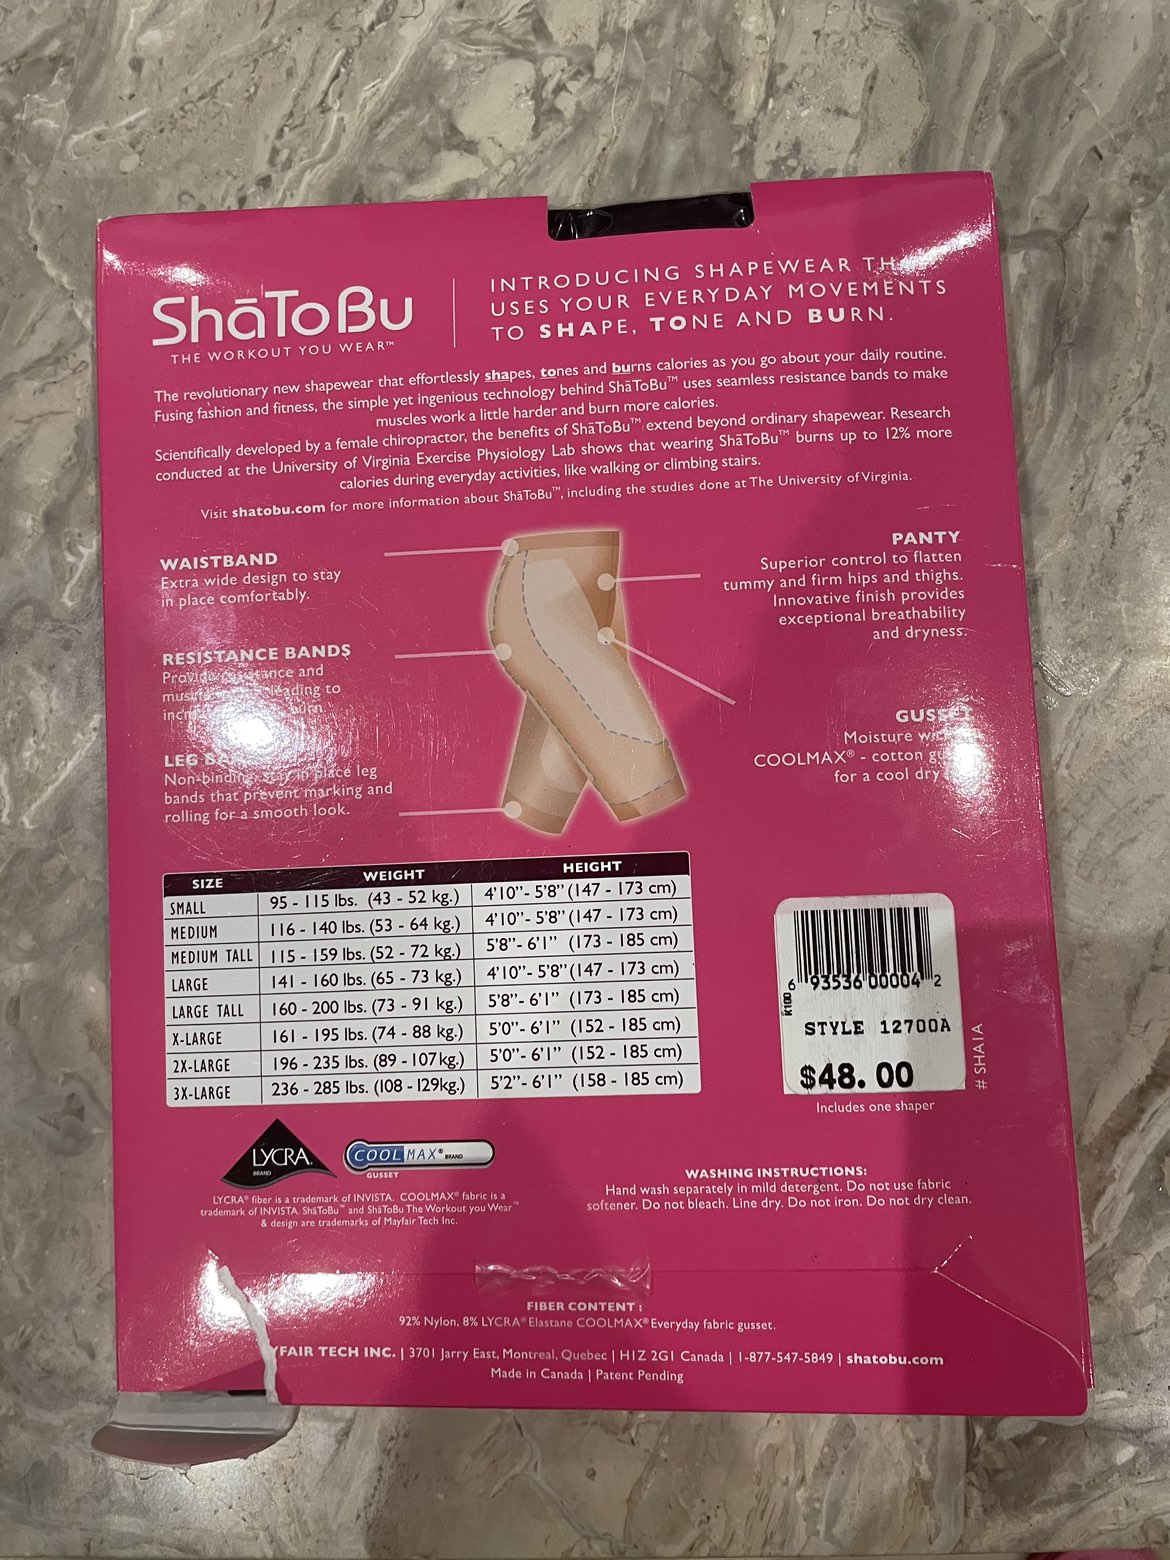 ShāToBu
THE WORKOUT YOU WEAR™
INTRODUCING SHAPEWEAR
USES YOUR EVERYDAY MOVEMENTS
TO SHAPE, TONE AND BURN.
The revolutionary new shapewear that effortlessly shapes, tones and burns calories as you go about your daily routine.
Fusing fashion and fitness, the simple yet ingenious technology behind ShāToBu™ uses seamless resistance bands to make
muscles work a little harder and burn more calories.
Scientifically developed by a female chiropractor, the benefits of ShāToBu™ extend beyond ordinary shapewear. Research
conducted at the University of Virginia Exercise Physiology Lab shows that wearing ShāToBu™ burns up to 12% more
calories during everyday activities, like walking or climbing stairs.
Visit shatobu.com for more information about ShāToBu™, including the studies done at The University of Virginia.
WAISTBAND
Extra wide design to stay
in place comfortably.
RESISTANCE BANDS
and
to
LEG
Non-binding, stay in place leg
bands that prevent marking and
rolling for a smooth look.
PANTY
Superior control to flatten
tummy and firm hips and thighs.
Innovative finish provides
exceptional breathability
and dryness.
GUSSET
Moisture
COOLMAX® - cotton
for a cool dry
SIZE WEIGHT HEIGHT
SMALL 95 - 115 lbs. (43 - 52 kg.) 4'10"- 5'8" (147 - 173 cm)
MEDIUM 116 - 140 lbs. (53 - 64 kg.) 4'10"- 5'8" (147 - 173 cm)
MEDIUM TALL 115 - 159 lbs. (52 - 72 kg.) 5'8"- 6'1" (173 - 185 cm)
LARGE 141 - 160 lbs. (65 - 73 kg.) 4'10"- 5'8" (147 - 173 cm)
LARGE TALL 160 - 200 lbs. (73 - 91 kg.) 5'8"- 6'1" (173 - 185 cm)
X-LARGE 161 - 195 lbs. (74 - 88 kg.) 5'0"- 6'1" (152 - 185 cm)
2X-LARGE 196 - 235 lbs. (89 - 107kg.) 5'0"- 6'1" (152 - 185 cm)
3X-LARGE 236 - 285 lbs. (108 - 129kg.) 5'2"- 6'1" (158 - 185 cm)
K100
6 93536 00004 2
STYLE 12700A
$48.00
Includes one shaper
# SHA1A
LYCRA®
BRAND
COOLMAX® BRAND
GUSSET
LYCRA® fiber is a trademark of INVISTA. COOLMAX® fabric is a
trademark of INVISTA. ShāToBu™ and ShāToBu The Workout you Wear™
& design are trademarks of Mayfair Tech Inc.
WASHING INSTRUCTIONS:
Hand wash separately in mild detergent. Do not use fabric
softener. Do not bleach. Line dry. Do not iron. Do not dry clean.
FIBER CONTENT :
92% Nylon, 8% LYCRA® Elastane COOLMAX® Everyday fabric gusset.
YFAIR TECH INC. | 3701 Jarry East, Montreal, Quebec | H1Z 2G1 Canada | 1-877-547-5849 | shatobu.com
Made in Canada | Patent Pending